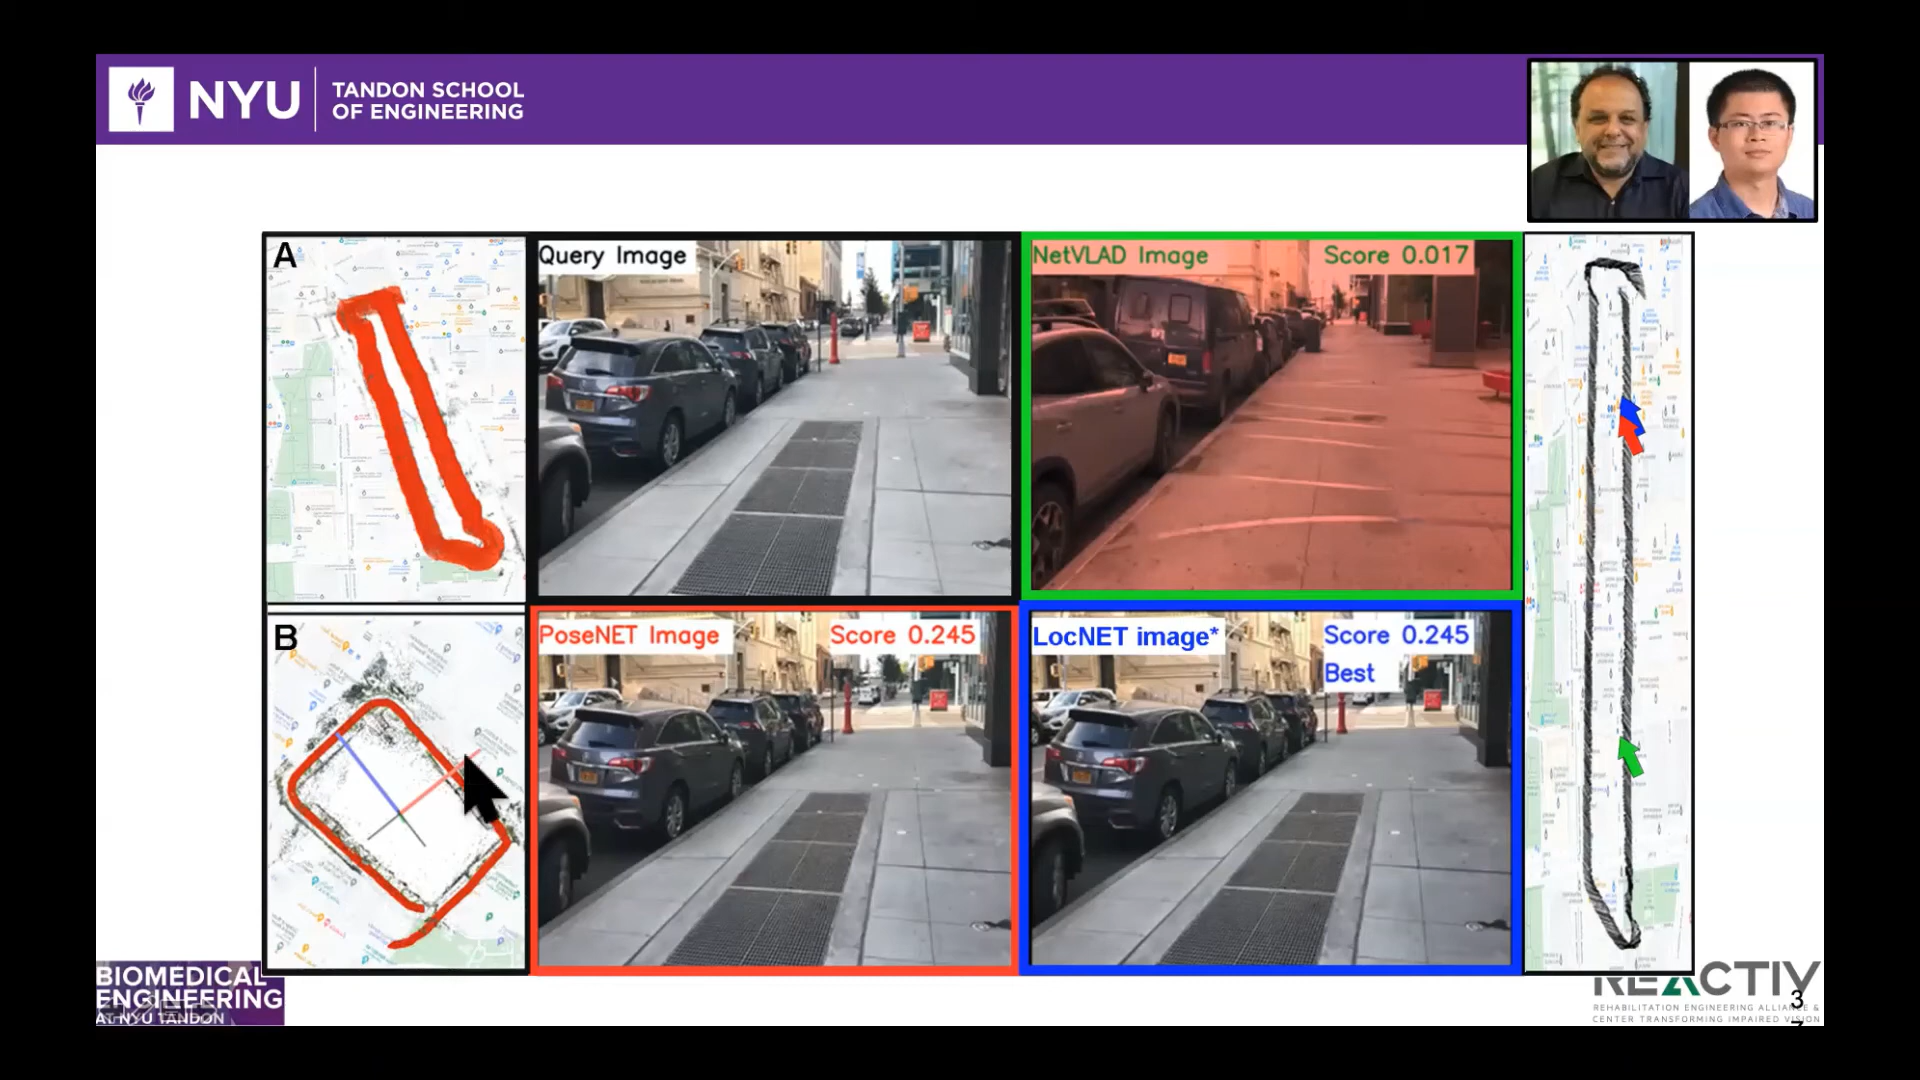 NYU
TANDON SCHOOL
OF ENGINEERING
A
Query Image
NetVLAD Image Score 0.017
B
PoseNET Image Score 0.245
LocNET image* Score 0.245
Best
BIOMEDICAL
ENGINEERING
AT NYU TANDON
REACTIV
REHABILITATION ENGINEERING ALLIANCE &
CENTER TRANSFORMING IMPAIRED VISION
3
7